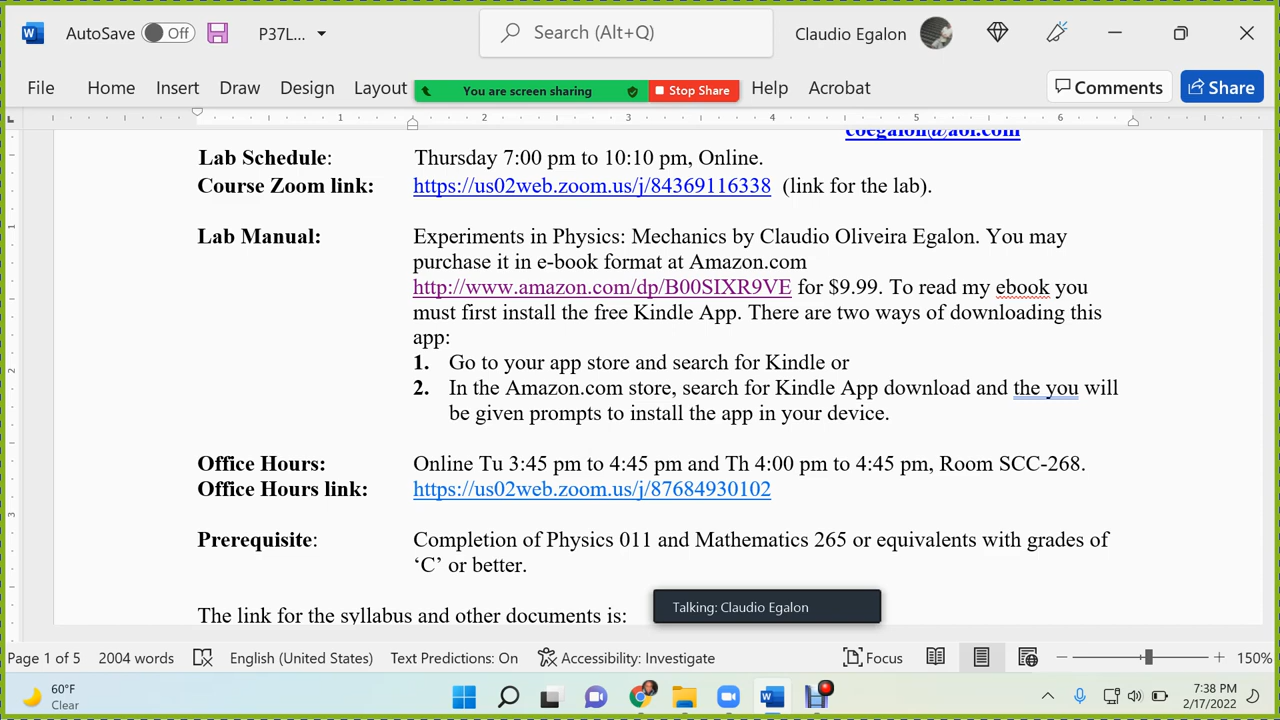 AutoSave Off P37L... Search (Alt+Q) Claudio Egalon
File Home Insert Draw Design Layout You are screen sharing Stop Share Help Acrobat Comments Share
1 2 3 4 5 6
coegalon@aol.com
Lab Schedule: Thursday 7:00 pm to 10:10 pm, Online.
Course Zoom link: https://us02web.zoom.us/j/84369116338 (link for the lab).
Lab Manual: Experiments in Physics: Mechanics by Claudio Oliveira Egalon. You may
purchase it in e-book format at Amazon.com
http://www.amazon.com/dp/B00SIXR9VE for $9.99. To read my ebook you
must first install the free Kindle App. There are two ways of downloading this
app:
1. Go to your app store and search for Kindle or
2. In the Amazon.com store, search for Kindle App download and the you will
be given prompts to install the app in your device.
Office Hours: Online Tu 3:45 pm to 4:45 pm and Th 4:00 pm to 4:45 pm, Room SCC-268.
Office Hours link: https://us02web.zoom.us/j/87684930102
Prerequisite: Completion of Physics 011 and Mathematics 265 or equivalents with grades of
‘C’ or better.
The link for the syllabus and other documents is:
Talking: Claudio Egalon
Page 1 of 5 2004 words English (United States) Text Predictions: On Accessibility: Investigate Focus 150%
60°F
Clear
7:38 PM
2/17/2022